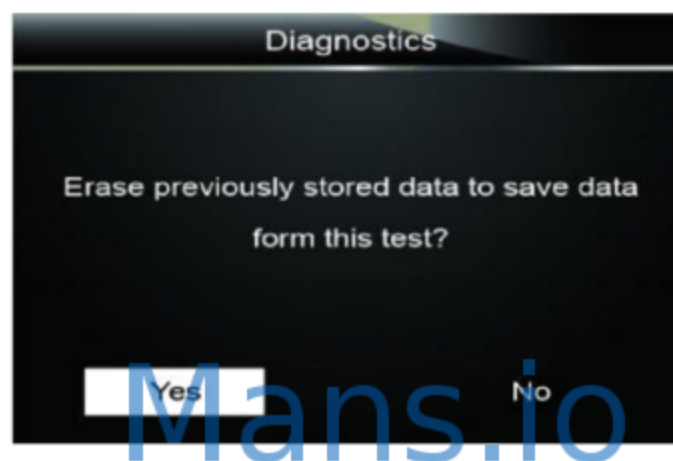 Diagnostics
Erase previously stored data to save data
form this test?
Yes No
Mans.io